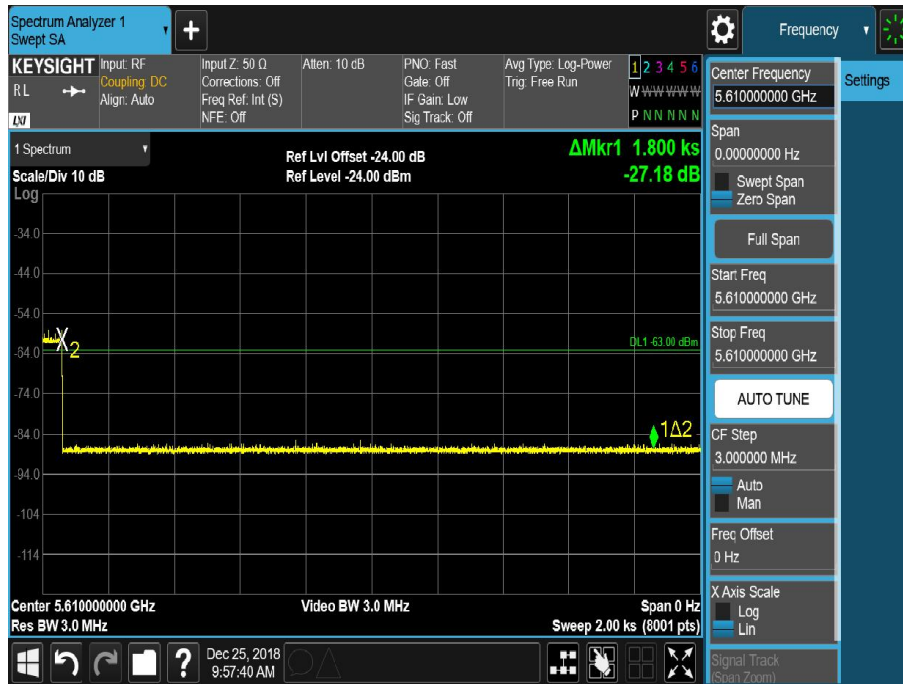 Spectrum Analyzer 1
Swept SA
+
Frequency
KEYSIGHT
RL
LXI
Input: RF
Coupling: DC
Align: Auto
Input Z: 50 Ω
Corrections: Off
Freq Ref: Int (S)
NFE: Off
Atten: 10 dB
PNO: Fast
Gate: Off
IF Gain: Low
Sig Track: Off
Avg Type: Log-Power
Trig: Free Run
1 2 3 4 5 6
W W W W W W
P N N N N N
1 Spectrum
Scale/Div 10 dB
Ref Lvl Offset -24.00 dB
Ref Level -24.00 dBm
ΔMkr1 1.800 ks
-27.18 dB
Log
-34.0
-44.0
-54.0
-64.0
-74.0
-84.0
-94.0
-104
-114
X2
DL1 -63.00 dBm
1Δ2
Center 5.610000000 GHz
Res BW 3.0 MHz
Video BW 3.0 MHz
Span 0 Hz
Sweep 2.00 ks (8001 pts)
Center Frequency
5.610000000 GHz
Settings
Span
0.00000000 Hz
Swept Span
Zero Span
Full Span
Start Freq
5.610000000 GHz
Stop Freq
5.610000000 GHz
AUTO TUNE
CF Step
3.000000 MHz
Auto
Man
Freq Offset
0 Hz
X Axis Scale
Log
Lin
Signal Track
(Span Zoom)
?
Dec 25, 2018
9:57:40 AM